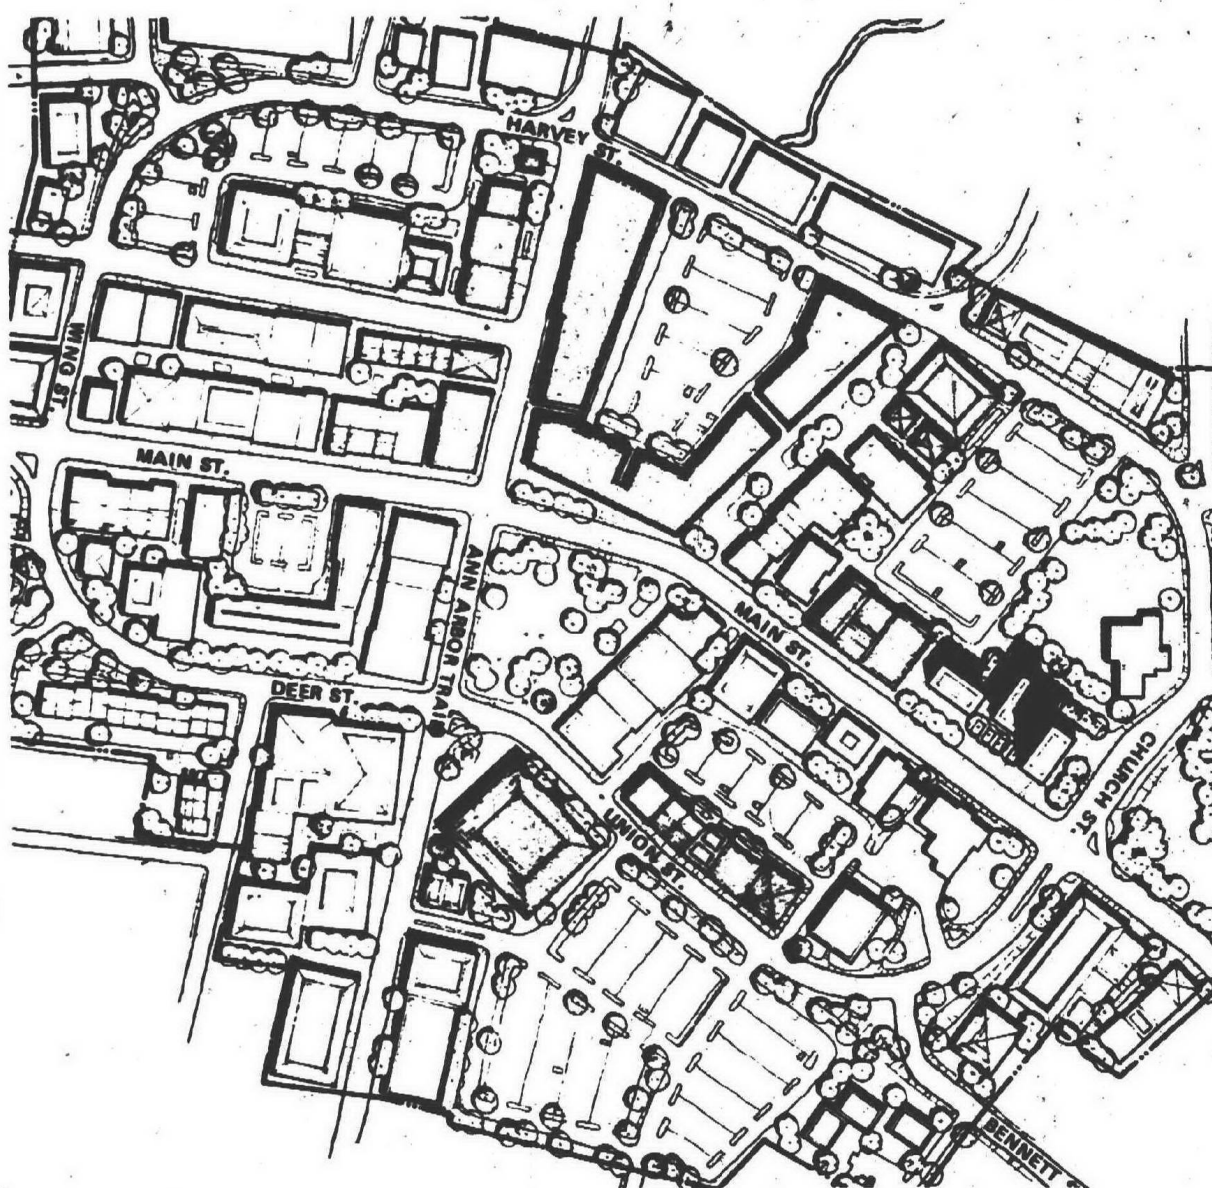 HARVEY ST.
WING ST.
MAIN ST.
ANN ARBOR TRAIL
MAIN ST.
DEER ST.
CHURCH ST.
UNION ST.
BENNETT